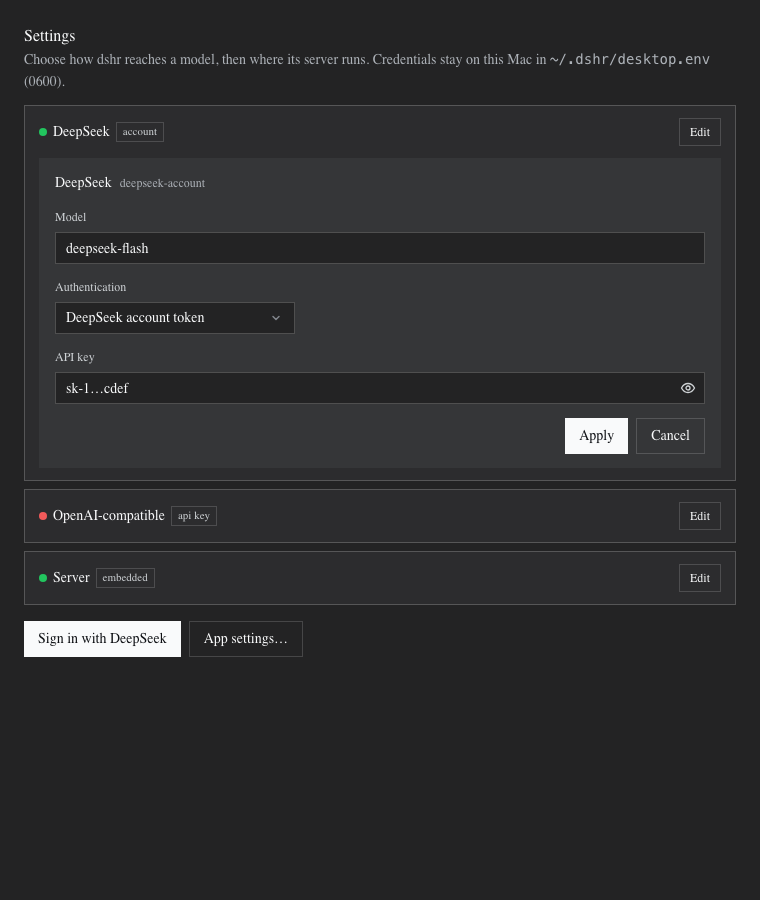 Settings
Choose how dshr reaches a model, then where its server runs. Credentials stay on this Mac in ~/.dshr/desktop.env
(0600).
DeepSeek account Edit
DeepSeek deepseek-account
Model
deepseek-flash
Authentication
DeepSeek account token
API key
sk-1…cdef
Apply Cancel
OpenAI-compatible api key Edit
Server embedded Edit
Sign in with DeepSeek App settings…